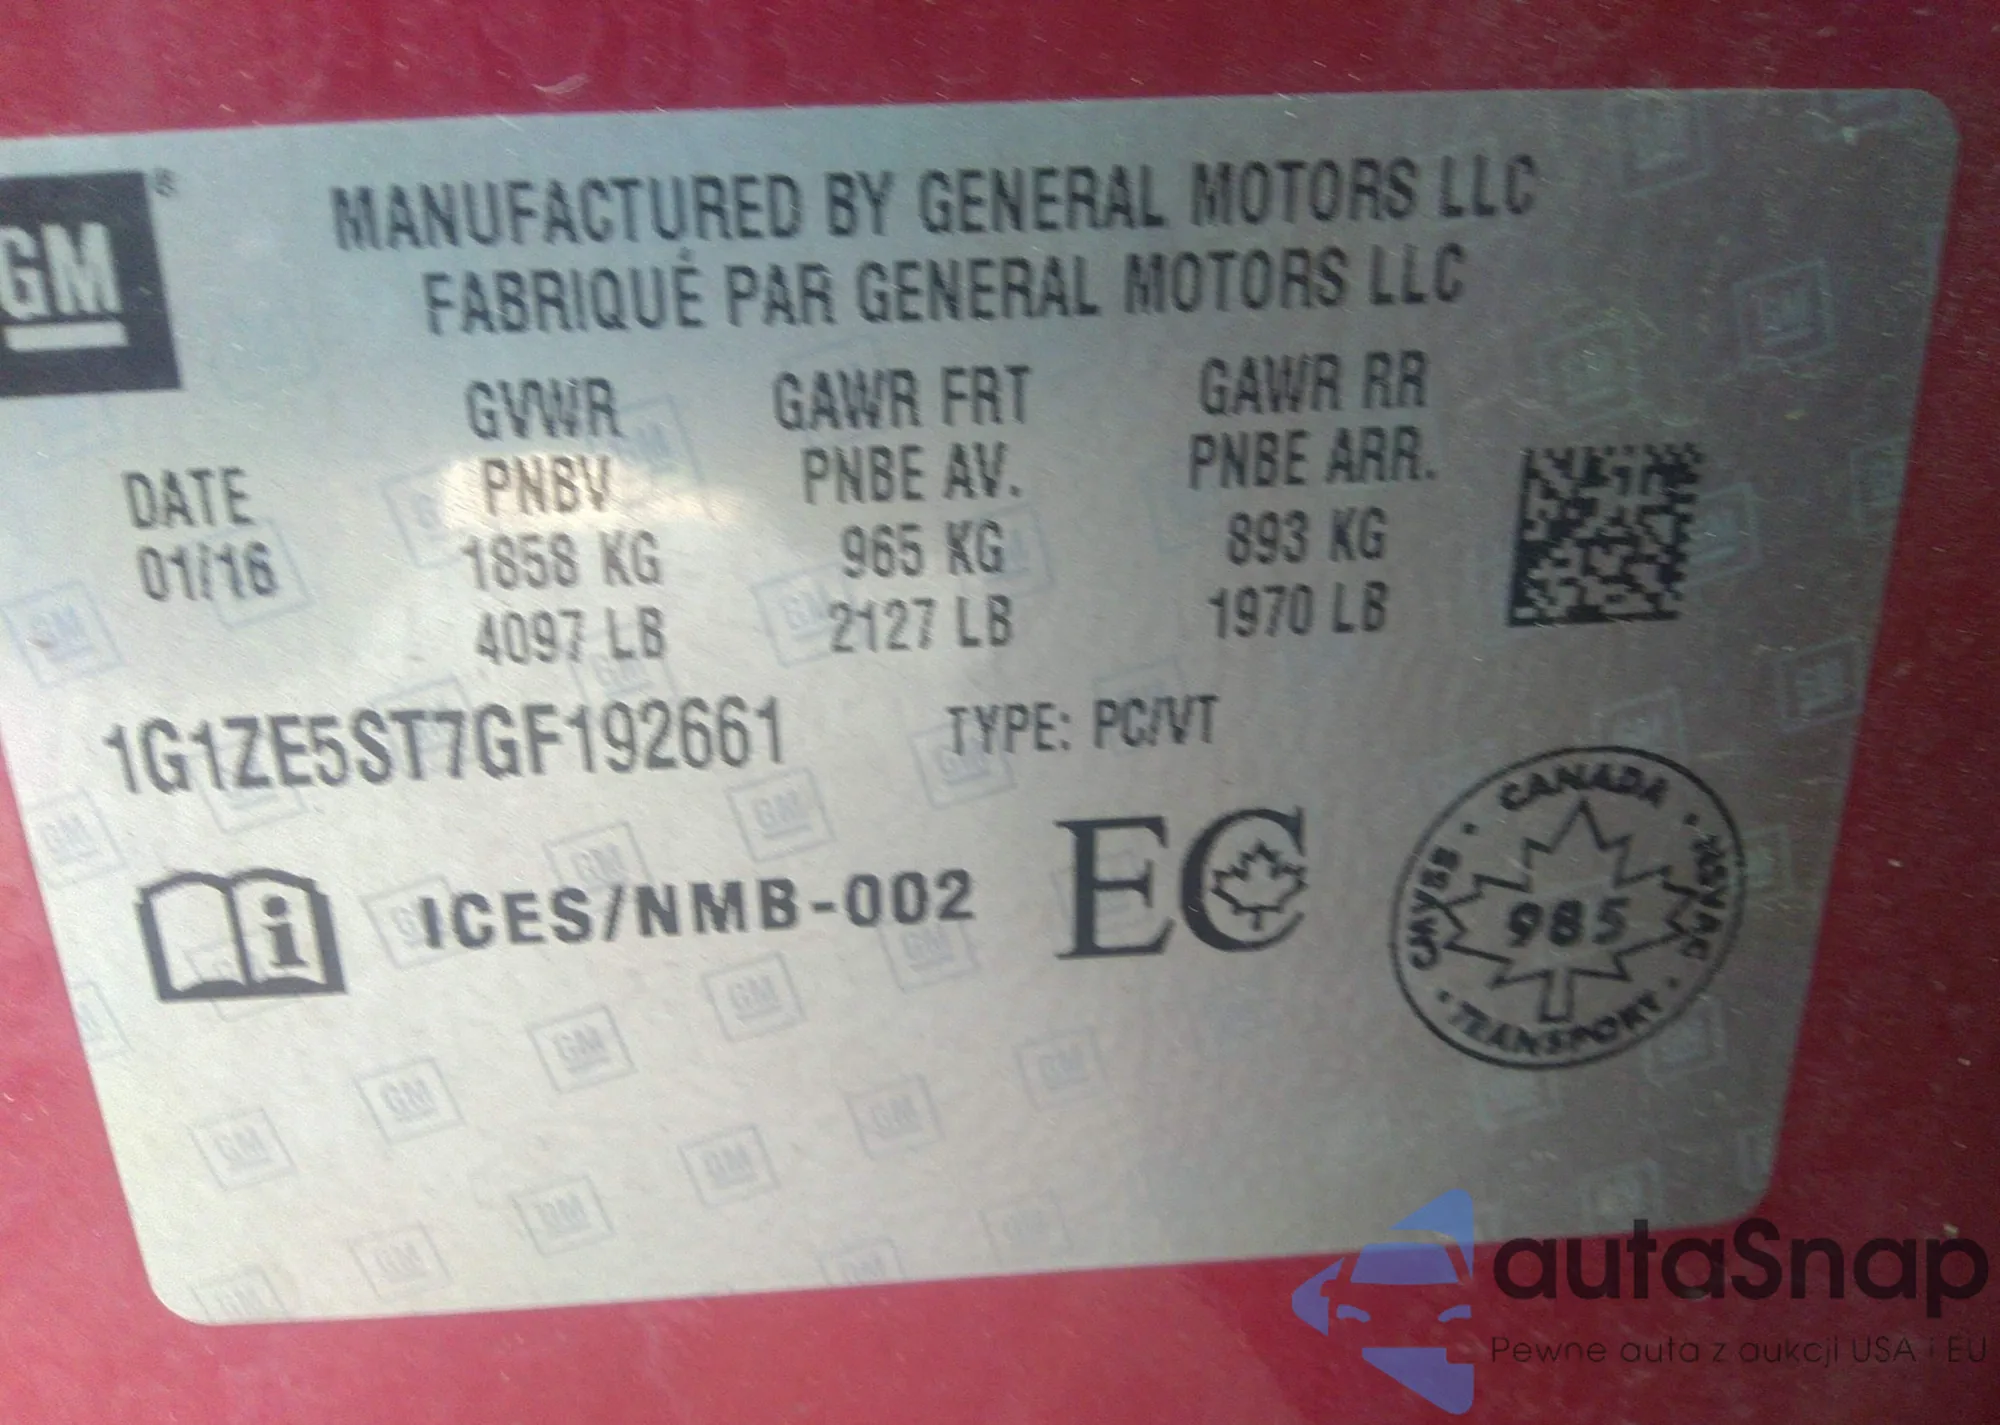 GM®
MANUFACTURED BY GENERAL MOTORS LLC
FABRIQUÉ PAR GENERAL MOTORS LLC
DATE
01/16
GVWR
PNBV
1858 KG
4097 LB
GAWR FRT
PNBE AV.
965 KG
2127 LB
GAWR RR
PNBE ARR.
893 KG
1970 LB
1G1ZE5ST7GF192661
TYPE: PC/VT
i
ICES/NMB-002
EC
CANADA
CMVSS
985
NSVAC
TRANSPORT
autaSnap
Pewne auta z aukcji USA i EU